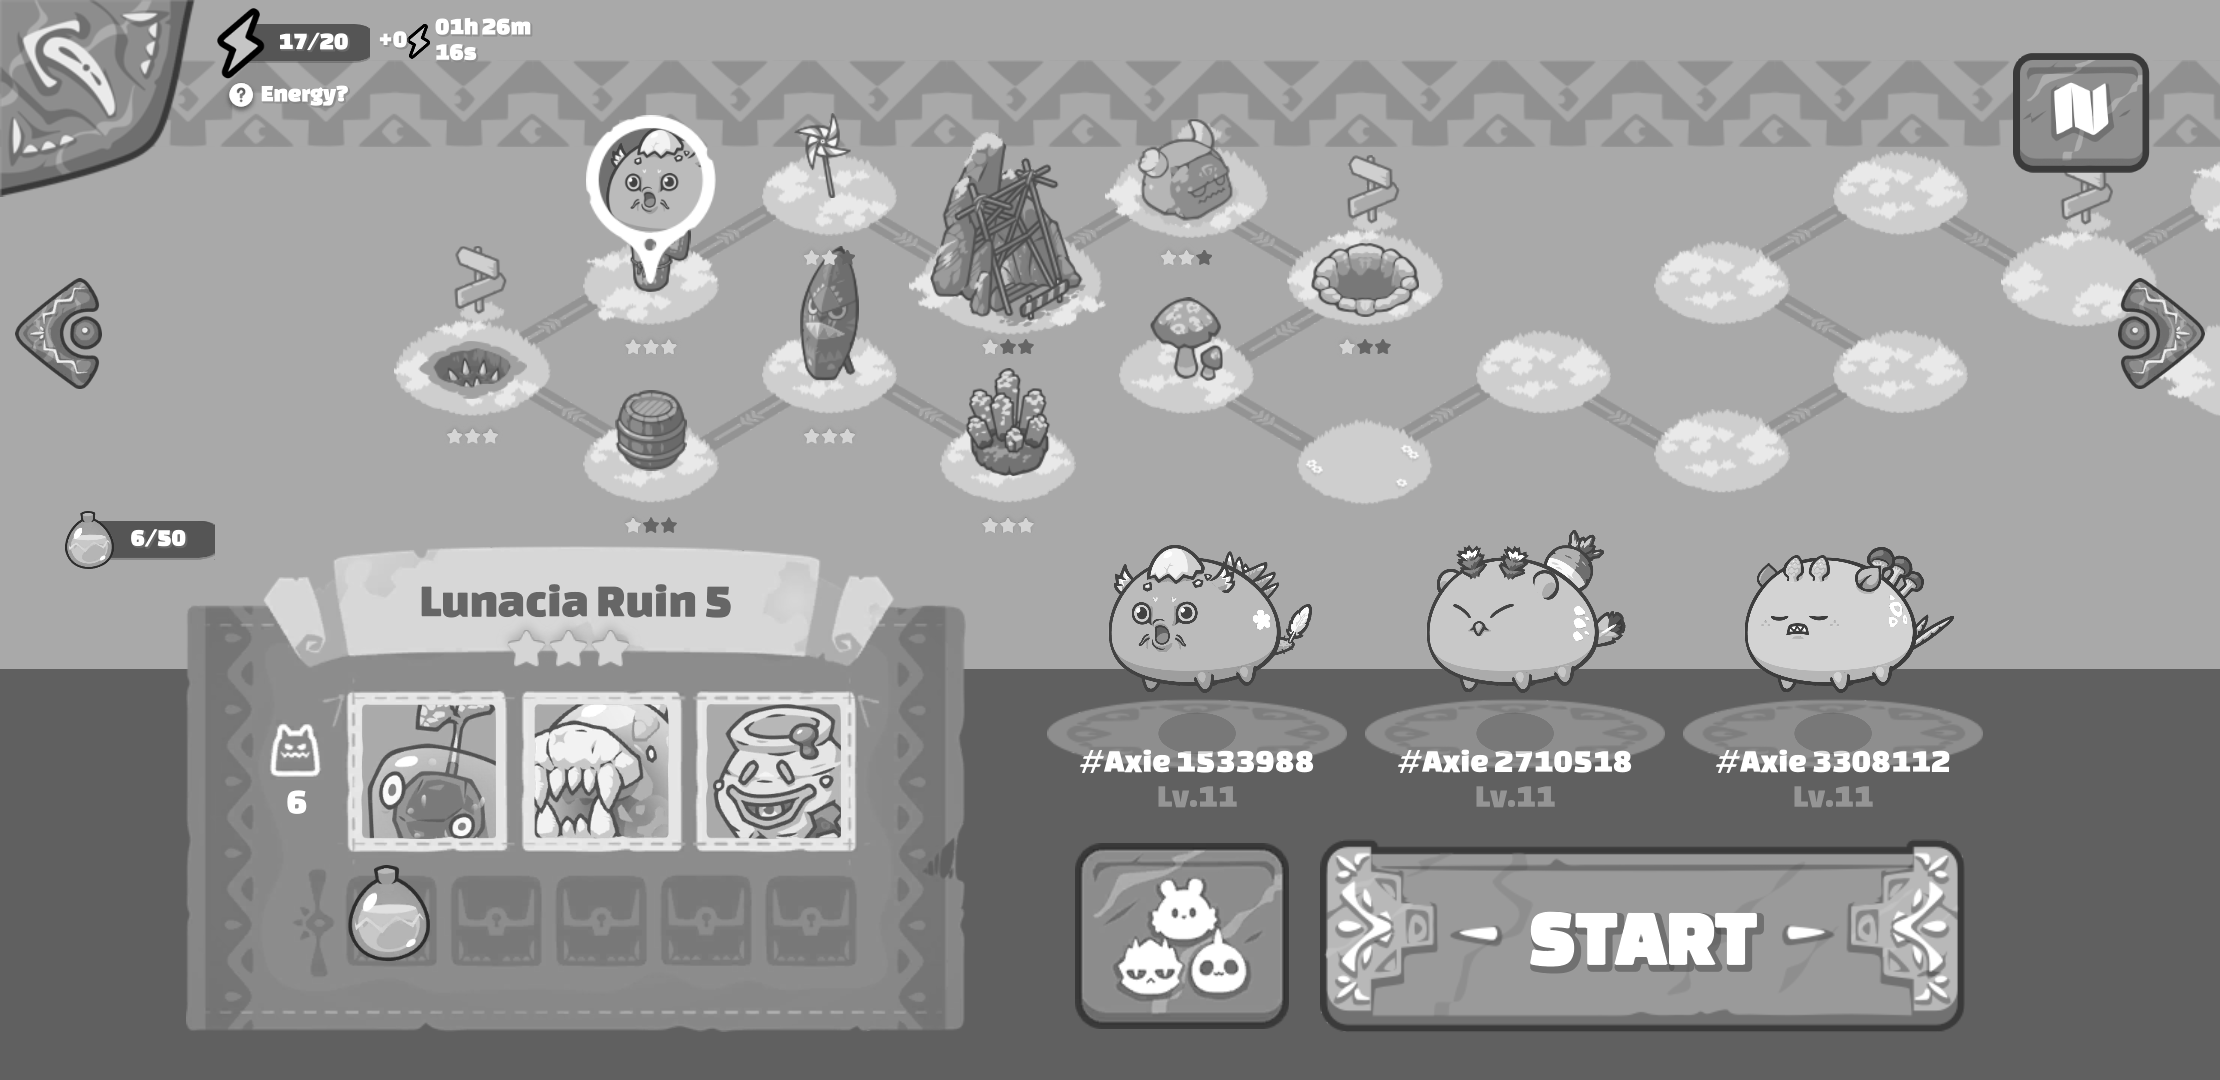 17/20
+0
01h 26m
16s
? Energy?
6/50
Lunacia Ruin 5
6
#Axie 1533988
Lv.11
#Axie 2710518
Lv.11
#Axie 3308112
Lv.11
START